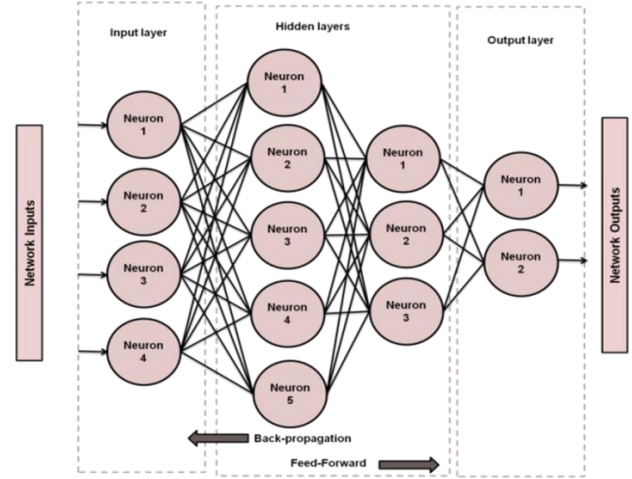 Network Inputs
Input layer
Neuron
1
Neuron
2
Neuron
3
Neuron
4
Hidden layers
Neuron
1
Neuron
2
Neuron
3
Neuron
4
Neuron
5
Neuron
1
Neuron
2
Neuron
3
Output layer
Neuron
1
Neuron
2
Network Outputs
Back-propagation
Feed-Forward